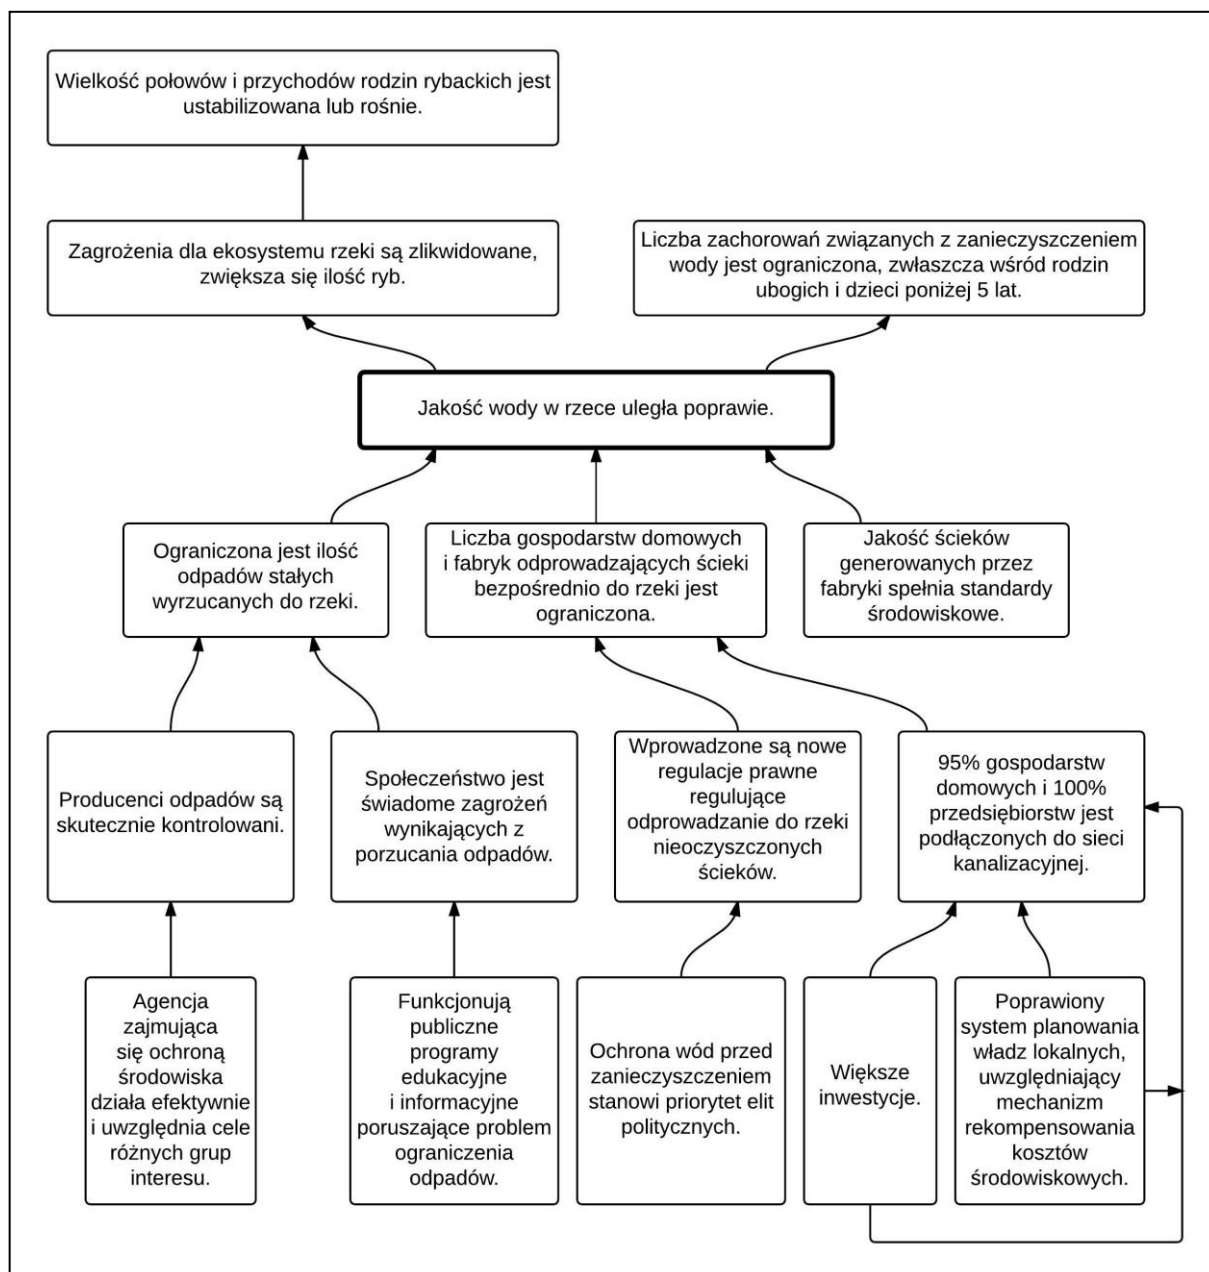 Wielkość połowów i przychodów rodzin rybackich jest
ustabilizowana lub rośnie.
Zagrożenia dla ekosystemu rzeki są zlikwidowane,
zwiększa się ilość ryb.
Liczba zachorowań związanych z zanieczyszczeniem
wody jest ograniczona, zwłaszcza wśród rodzin
ubogich i dzieci poniżej 5 lat.
Jakość wody w rzece uległa poprawie.
Ograniczona jest ilość
odpadów stałych
wyrzucanych do rzeki.
Liczba gospodarstw domowych
i fabryk odprowadzających ścieki
bezpośrednio do rzeki jest
ograniczona.
Jakość ścieków
generowanych przez
fabryki spełnia standardy
środowiskowe.
Producenci odpadów są
skutecznie kontrolowani.
Społeczeństwo jest
świadome zagrożeń
wynikających z
porzucania odpadów.
Wprowadzone są nowe
regulacje prawne
regulujące
odprowadzanie do rzeki
nieoczyszczonych
ścieków.
95% gospodarstw
domowych i 100%
przedsiębiorstw jest
podłączonych do sieci
kanalizacyjnej.
Agencja
zajmująca
się ochroną
środowiska
działa efektywnie
i uwzględnia cele
różnych grup
interesu.
Funkcjonują
publiczne
programy
edukacyjne
i informacyjne
poruszające problem
ograniczenia
odpadów.
Ochrona wód przed
zanieczyszczeniem
stanowi priorytet elit
politycznych.
Większe
inwestycje.
Poprawiony
system planowania
władz lokalnych,
uwzględniający
mechanizm
rekompensowania
kosztów
środowiskowych.